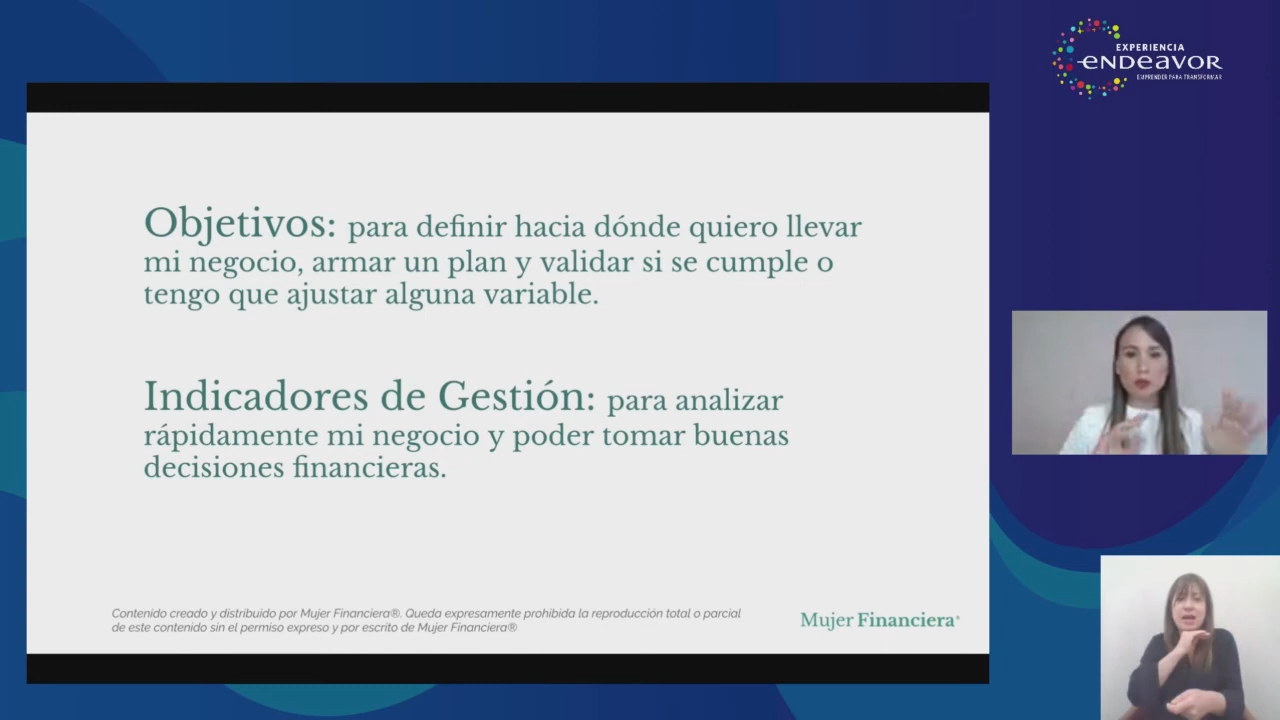 EXPERIENCIA
ENDEAVOR
EMPRENDER PARA TRANSFORMAR
Objetivos: para definir hacia dónde quiero llevar
mi negocio, armar un plan y validar si se cumple o
tengo que ajustar alguna variable.
Indicadores de Gestión: para analizar
rápidamente mi negocio y poder tomar buenas
decisiones financieras.
Contenido creado y distribuido por Mujer Financiera®. Queda expresamente prohibida la reproducción total o parcial
de este contenido sin el permiso expreso y por escrito de Mujer Financiera®
Mujer Financiera®